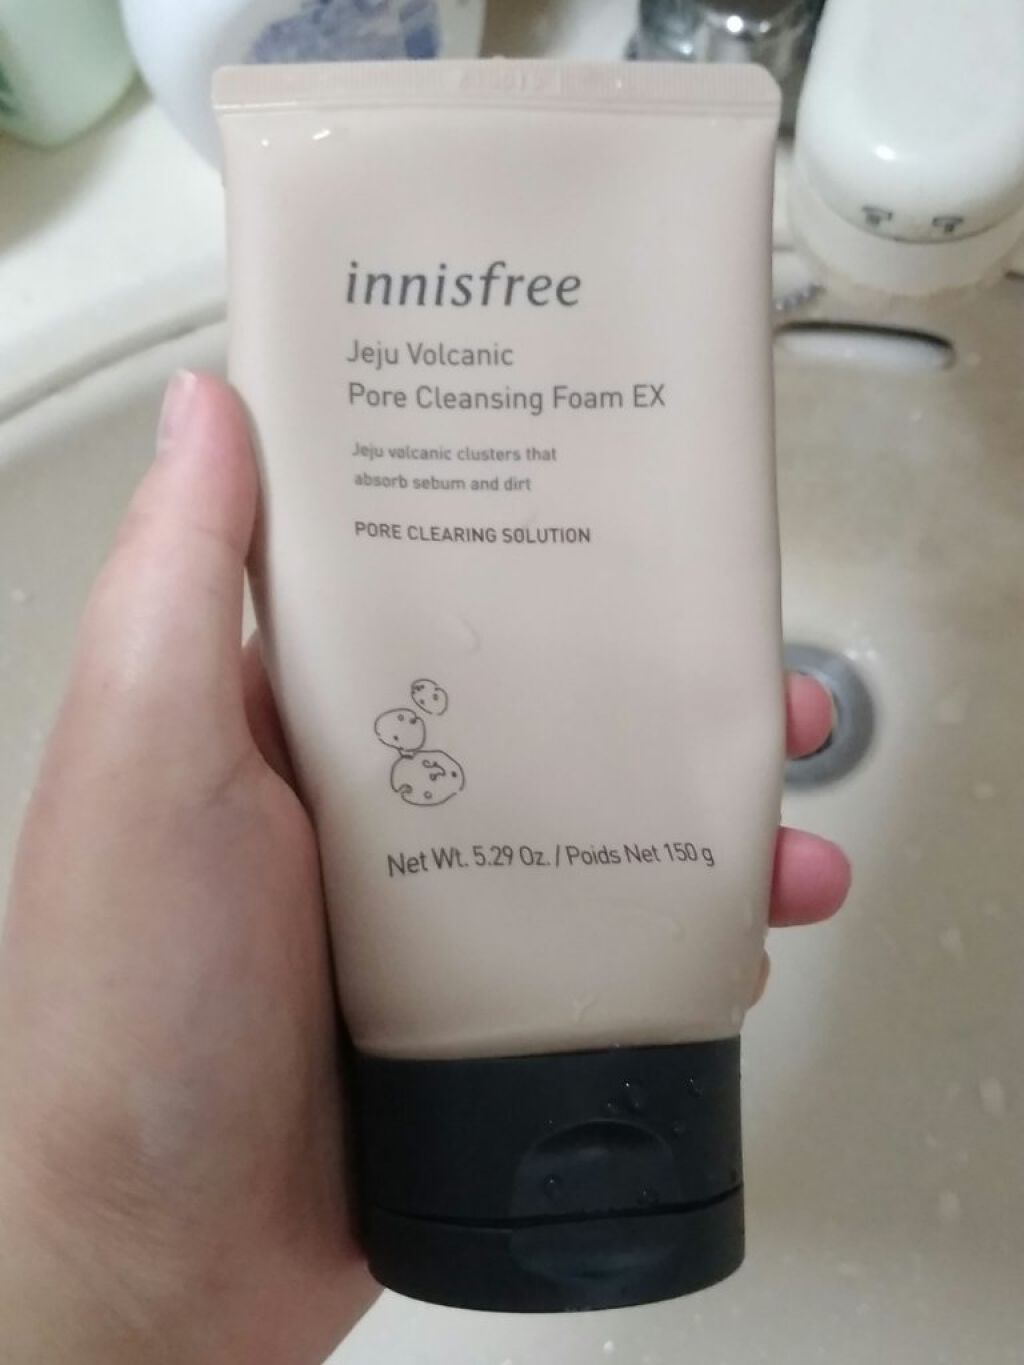 innisfree
Jeju Volcanic
Pore Cleansing Foam EX
Jeju volcanic clusters that
absorb sebum and dirt
PORE CLEARING SOLUTION
Net Wt. 5.29 Oz. / Poids Net 150 g